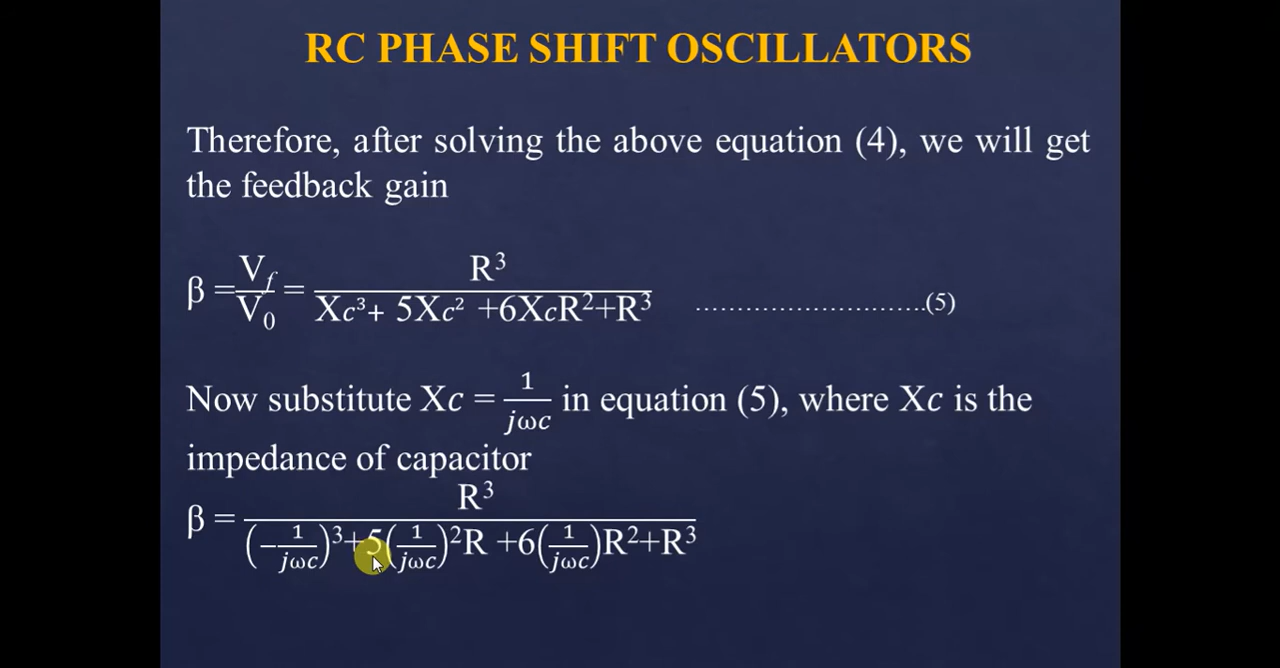 RC PHASE SHIFT OSCILLATORS
Therefore, after solving the above equation (4), we will get
the feedback gain
β = V_f/V_0 = R³/(Xc³+ 5Xc² +6XcR²+R³) ............................(5)
Now substitute Xc = 1/jωc in equation (5), where Xc is the
impedance of capacitor
β = R³/((−1/jωc)³+5(1/jωc)²R +6(1/jωc)R²+R³)